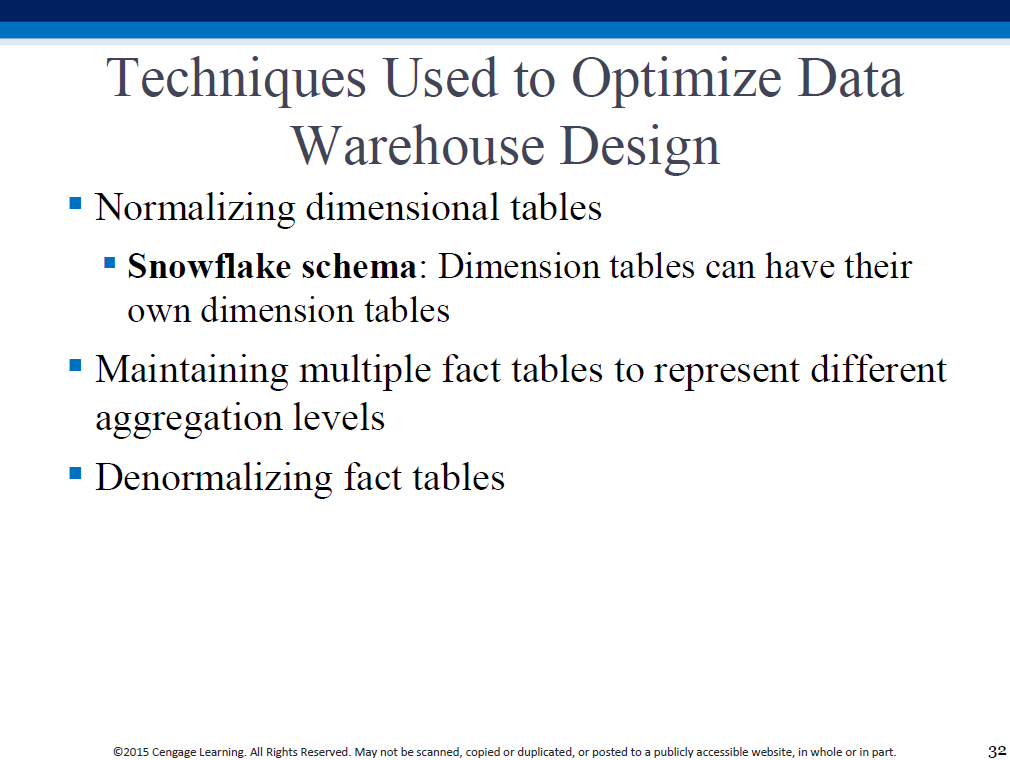 Techniques Used to Optimize Data
Warehouse Design
Normalizing dimensional tables
Snowflake schema: Dimension tables can have their
own dimension tables
Maintaining multiple fact tables to represent different
aggregation levels
Denormalizing fact tables
©2015 Cengage Learning. All Rights Reserved. May not be scanned, copied or duplicated, or posted to a publicly accessible website, in whole or in part.
32